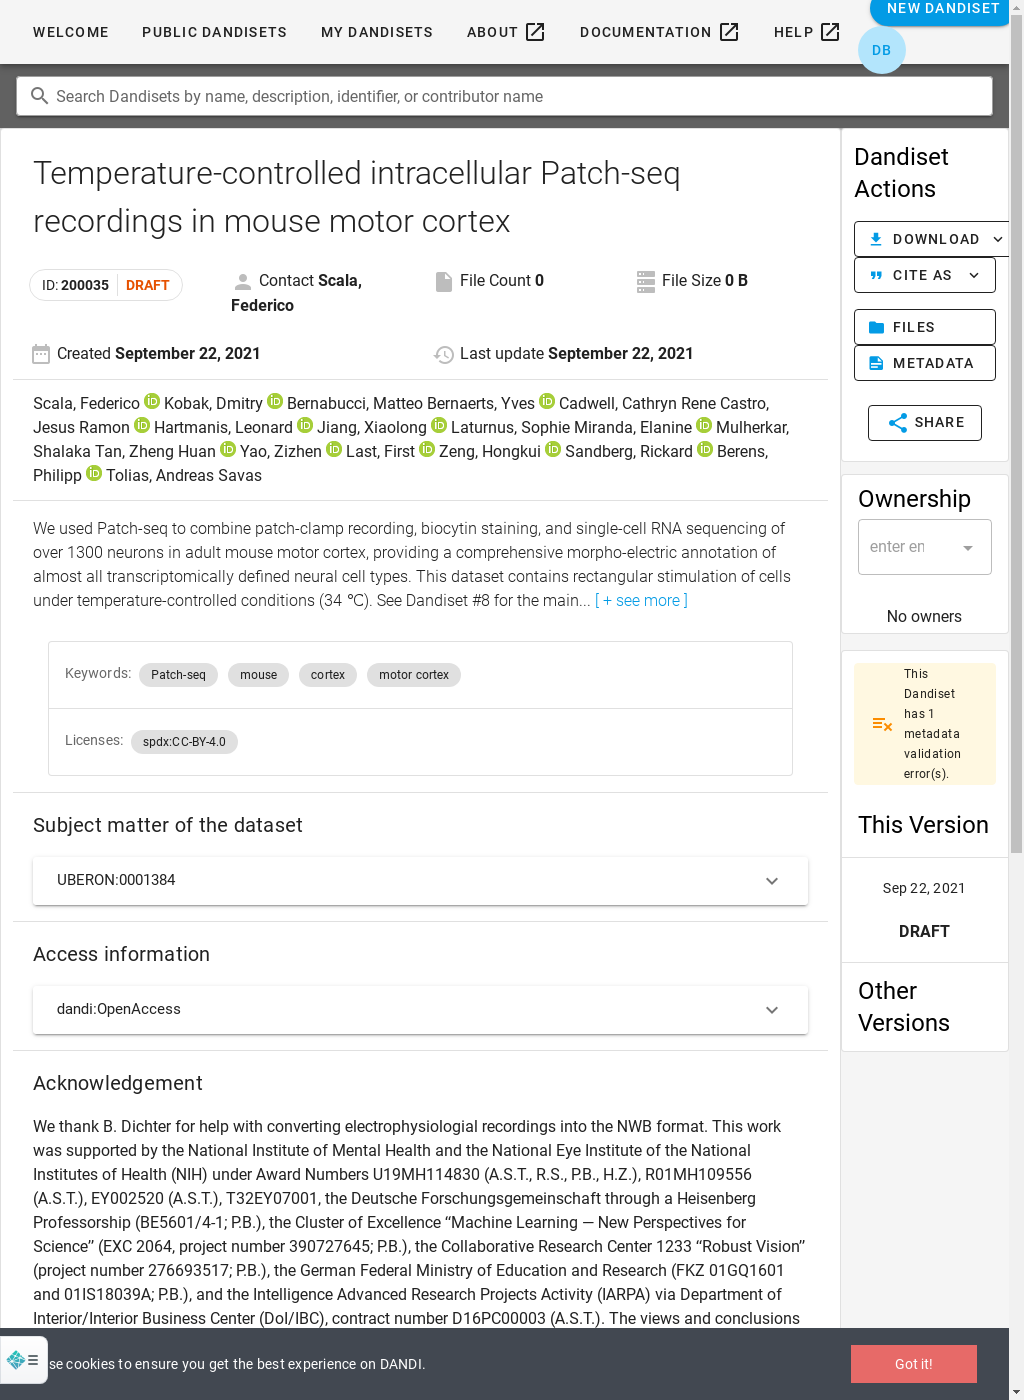 WELCOME PUBLIC DANDISETS MY DANDISETS ABOUT DOCUMENTATION HELP NEW DANDISET
DB
Search Dandisets by name, description, identifier, or contributor name
Temperature-controlled intracellular Patch-seq
recordings in mouse motor cortex
ID: 200035 DRAFT
Contact Scala,
Federico
File Count 0
File Size 0 B
Created September 22, 2021
Last update September 22, 2021
Scala, Federico Kobak, Dmitry Bernabucci, Matteo Bernaerts, Yves Cadwell, Cathryn Rene Castro,
Jesus Ramon Hartmanis, Leonard Jiang, Xiaolong Laturnus, Sophie Miranda, Elanine Mulherkar,
Shalaka Tan, Zheng Huan Yao, Zizhen Last, First Zeng, Hongkui Sandberg, Rickard Berens,
Philipp Tolias, Andreas Savas
We used Patch-seq to combine patch-clamp recording, biocytin staining, and single-cell RNA sequencing of
over 1300 neurons in adult mouse motor cortex, providing a comprehensive morpho-electric annotation of
almost all transcriptomically defined neural cell types. This dataset contains rectangular stimulation of cells
under temperature-controlled conditions (34 ℃). See Dandiset #8 for the main... [ + see more ]
Keywords: Patch-seq mouse cortex motor cortex
Licenses: spdx:CC-BY-4.0
Subject matter of the dataset
UBERON:0001384
Access information
dandi:OpenAccess
Acknowledgement
We thank B. Dichter for help with converting electrophysiologial recordings into the NWB format. This work
was supported by the National Institute of Mental Health and the National Eye Institute of the National
Institutes of Health (NIH) under Award Numbers U19MH114830 (A.S.T., R.S., P.B., H.Z.), R01MH109556
(A.S.T.), EY002520 (A.S.T.), T32EY07001, the Deutsche Forschungsgemeinschaft through a Heisenberg
Professorship (BE5601/4-1; P.B.), the Cluster of Excellence “Machine Learning — New Perspectives for
Science” (EXC 2064, project number 390727645; P.B.), the Collaborative Research Center 1233 “Robust Vision”
(project number 276693517; P.B.), the German Federal Ministry of Education and Research (FKZ 01GQ1601
and 01IS18039A; P.B.), and the Intelligence Advanced Research Projects Activity (IARPA) via Department of
Interior/Interior Business Center (DoI/IBC), contract number D16PC00003 (A.S.T.). The views and conclusions
Dandiset
Actions
DOWNLOAD
CITE AS
FILES
METADATA
SHARE
Ownership
enter en
No owners
This
Dandiset
has 1
metadata
validation
error(s).
This Version
Sep 22, 2021
DRAFT
Other
Versions
se cookies to ensure you get the best experience on DANDI.
Got it!